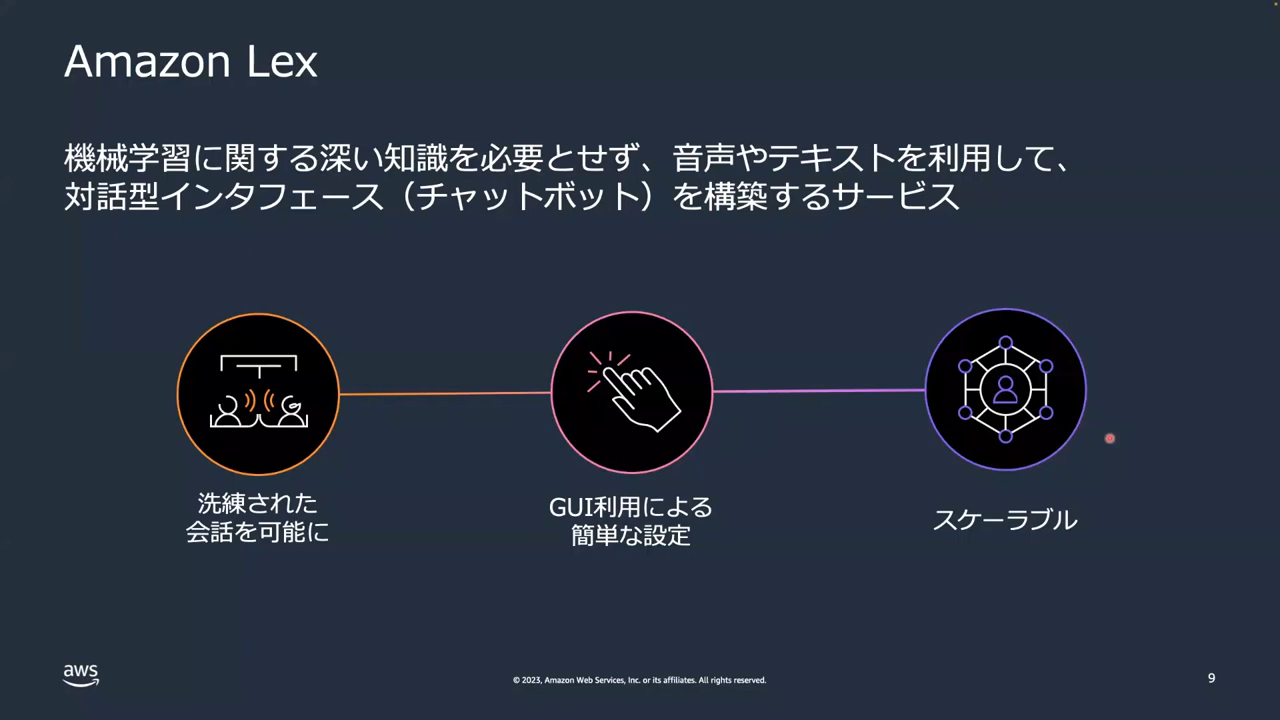 Amazon Lex
機械学習に関する深い知識を必要とせず、音声やテキストを利用して、
対話型インタフェース（チャットボット）を構築するサービス
洗練された
会話を可能に
GUI利用による
簡単な設定
スケーラブル
aws
© 2023, Amazon Web Services, Inc. or its affiliates. All rights reserved.
9